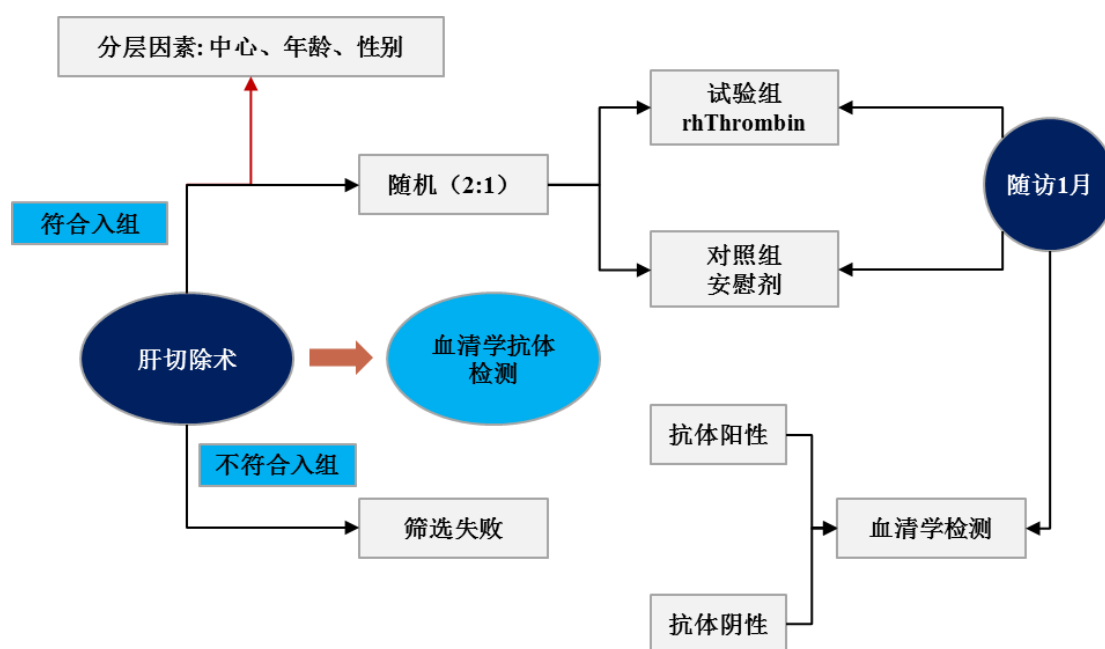 分层因素: 中心、年龄、性别
试验组
rhThrombin
随机（2:1）
随访1月
符合入组
对照组
安慰剂
肝切除术
血清学抗体
检测
抗体阳性
不符合入组
筛选失败
血清学检测
抗体阴性